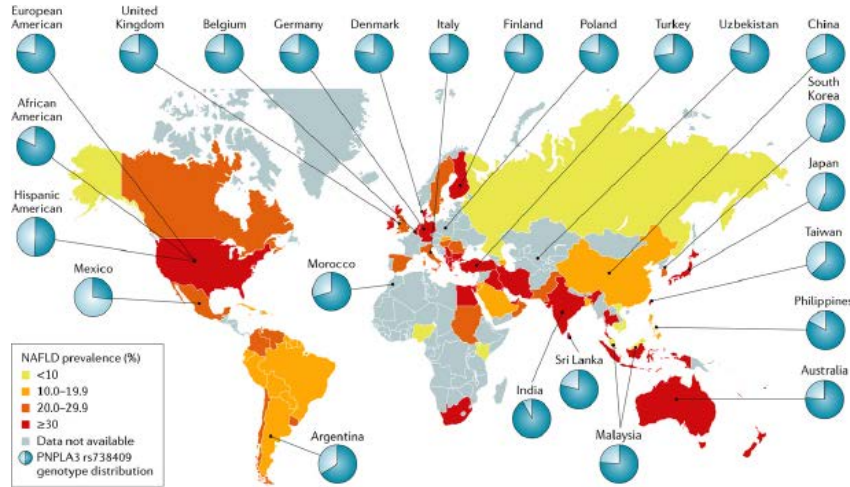 European
American
United
Kingdom
Belgium
Germany
Denmark
Italy
Finland
Poland
Turkey
Uzbekistan
China
African
American
South
Korea
Hispanic
American
Japan
Mexico
Morocco
Taiwan
Philippines
NAFLD prevalence (%)
<10
10.0–19.9
20.0–29.9
≥30
Data not available
PNPLA3 rs738409
genotype distribution
Sri Lanka
India
Australia
Argentina
Malaysia